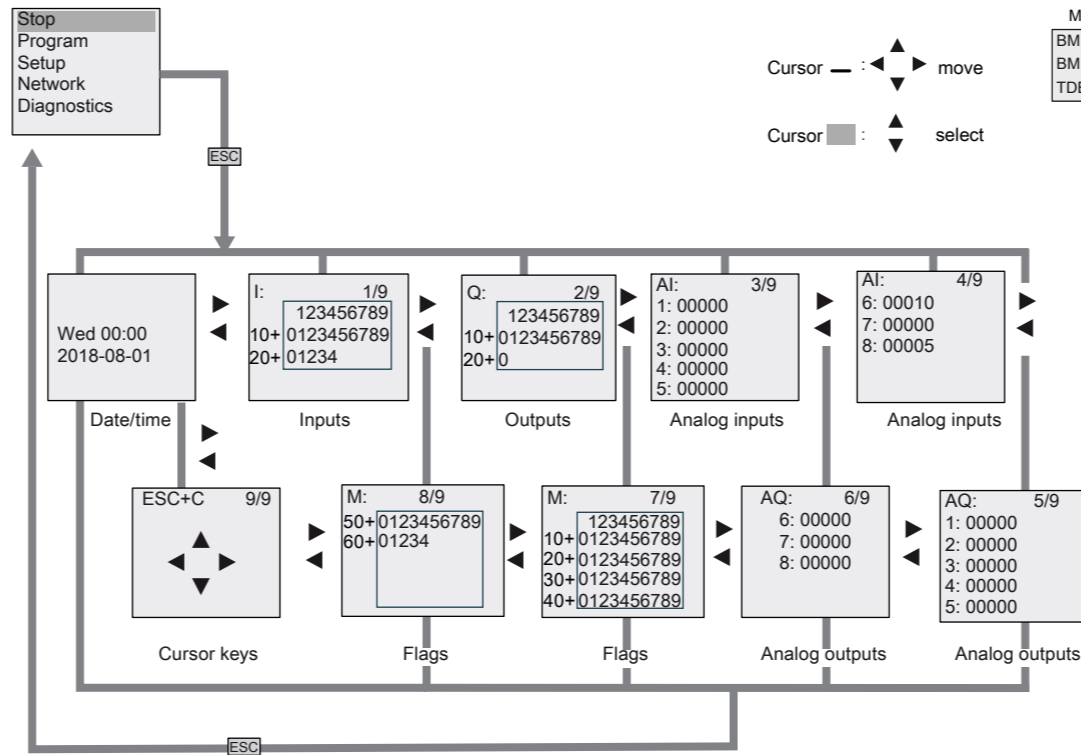 Stop
Program
Setup
Network
Diagnostics
ESC
Cursor : move
Cursor : select
M
BM
BM
Wed 00:00
2018-08-01
Date/time
I: 1/9
123456789
10+ 0123456789
20+ 01234
Inputs
Q: 2/9
123456789
10+ 0123456789
20+ 0
Outputs
AI: 3/9
1: 00000
2: 00000
3: 00000
4: 00000
5: 00000
Analog inputs
AI: 4/9
6: 00010
7: 00000
8: 00005
Analog inputs
ESC+C 9/9
Cursor keys
M: 8/9
50+ 0123456789
60+ 01234
Flags
M: 7/9
123456789
10+ 0123456789
20+ 0123456789
30+ 0123456789
40+ 0123456789
Flags
AQ: 6/9
6: 00000
7: 00000
8: 00000
Analog outputs
AQ: 5/9
1: 00000
2: 00000
3: 00000
4: 00000
5: 00000
Analog outputs
ESC